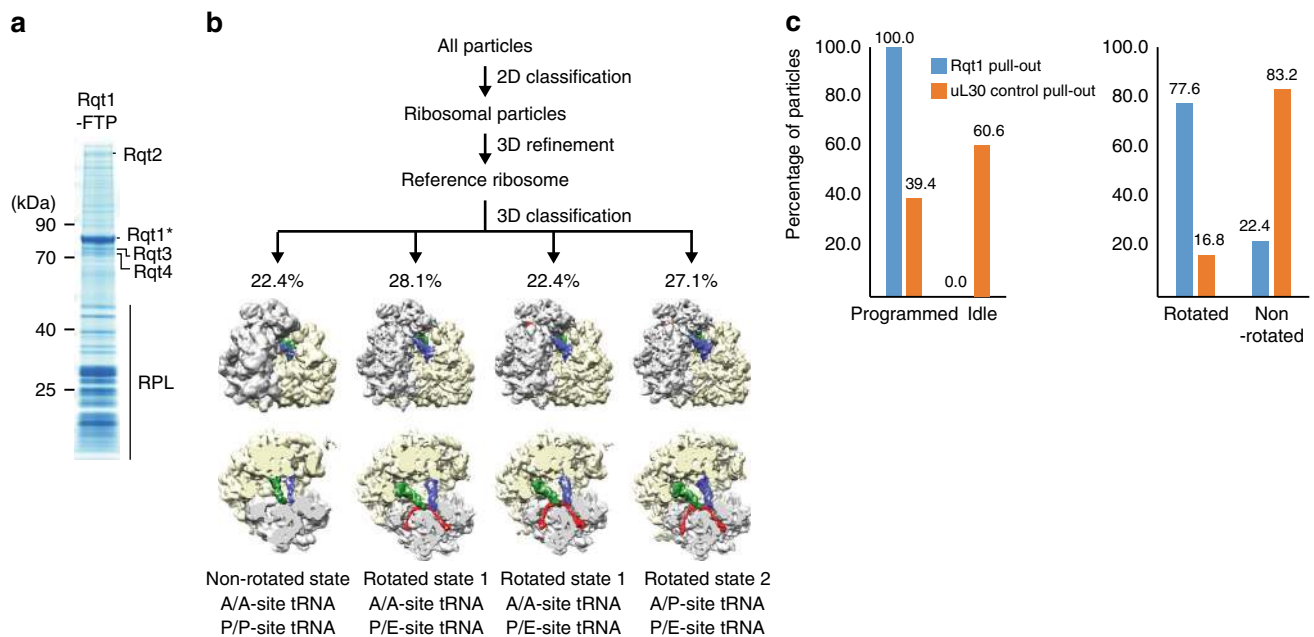 a
Rqt1
-FTP
Rqt2
(kDa)
90
Rqt1*
Rqt3
70
Rqt4
40
RPL
25
b
All particles
2D classification
Ribosomal particles
3D refinement
Reference ribosome
3D classification
22.4%
28.1%
22.4%
27.1%
Non-rotated state
A/A-site tRNA
P/P-site tRNA
Rotated state 1
A/A-site tRNA
P/E-site tRNA
Rotated state 1
A/A-site tRNA
P/E-site tRNA
Rotated state 2
A/P-site tRNA
P/E-site tRNA
c
Percentage of particles
100.0
80.0
60.0
40.0
20.0
100.0
39.4
0.0
60.6
Programmed
Idle
Rqt1 pull-out
uL30 control pull-out
100.0
80.0
60.0
40.0
20.0
77.6
16.8
22.4
83.2
Rotated
Non
-rotated